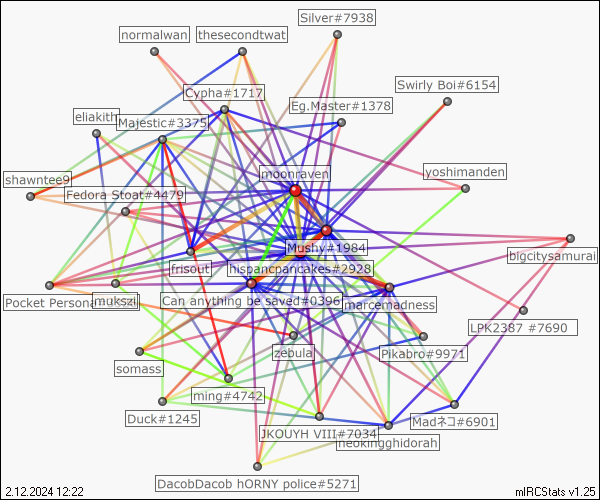 Silver#7938
normalwan
thesecondtwat
Swirly Boi#6154
Cypha#1717
Eg.Master#1378
eliakith
Majestic#3375
moonraven
yoshimanden
shawntee9
Fedora Stoat#4479
Mushy#1984
bigcitysamurai
frisout
hispancpancakes#2928
Pocket Persona
mukszi
Can anything be saved#0396
marcemadness
LPK2387 #7690
zebula
Pikabro#9971
somass
ming#4742
Duck#1245
Madネコ#6901
JKOUYH VIII#7034
neokingghidorah
DacobDacob hORNY police#5271
2.12.2024 12:22
mIRCStats v1.25